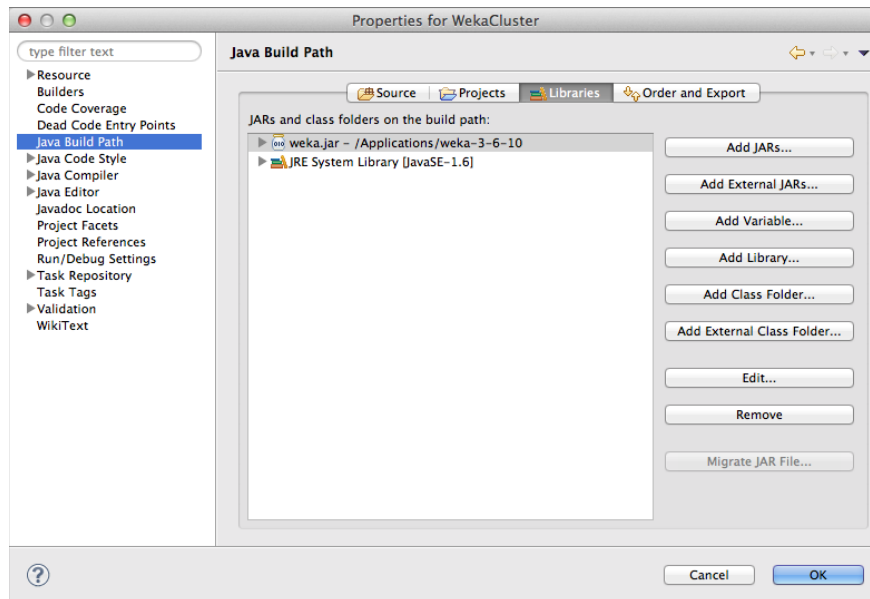 Properties for WekaCluster
type filter text
Resource
Builders
Code Coverage
Dead Code Entry Points
Java Build Path
Java Code Style
Java Compiler
Java Editor
Javadoc Location
Project Facets
Project References
Run/Debug Settings
Task Repository
Task Tags
Validation
WikiText
Java Build Path
Source Projects Libraries Order and Export
JARs and class folders on the build path:
weka.jar - /Applications/weka-3-6-10
JRE System Library [JavaSE-1.6]
Add JARs...
Add External JARs...
Add Variable...
Add Library...
Add Class Folder...
Add External Class Folder...
Edit...
Remove
Migrate JAR File...
?
Cancel OK